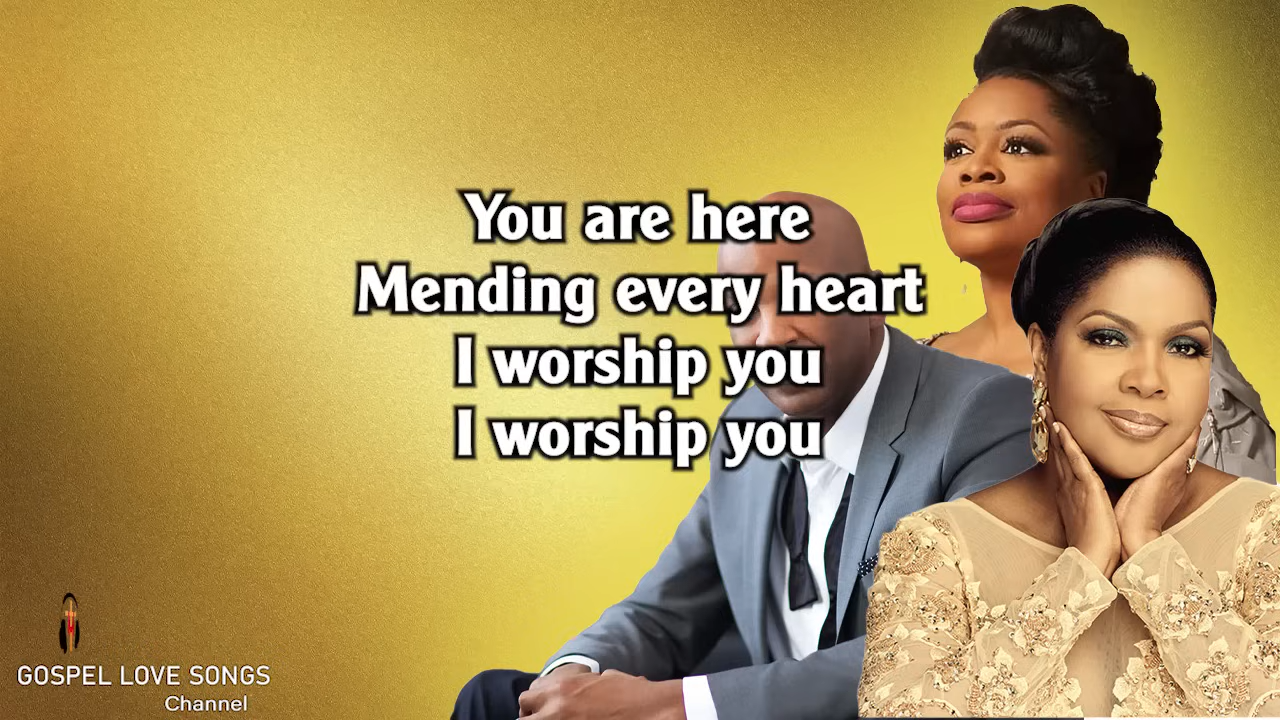 You are here
Mending every heart
I worship you
I worship you
GOSPEL LOVE SONGS
Channel